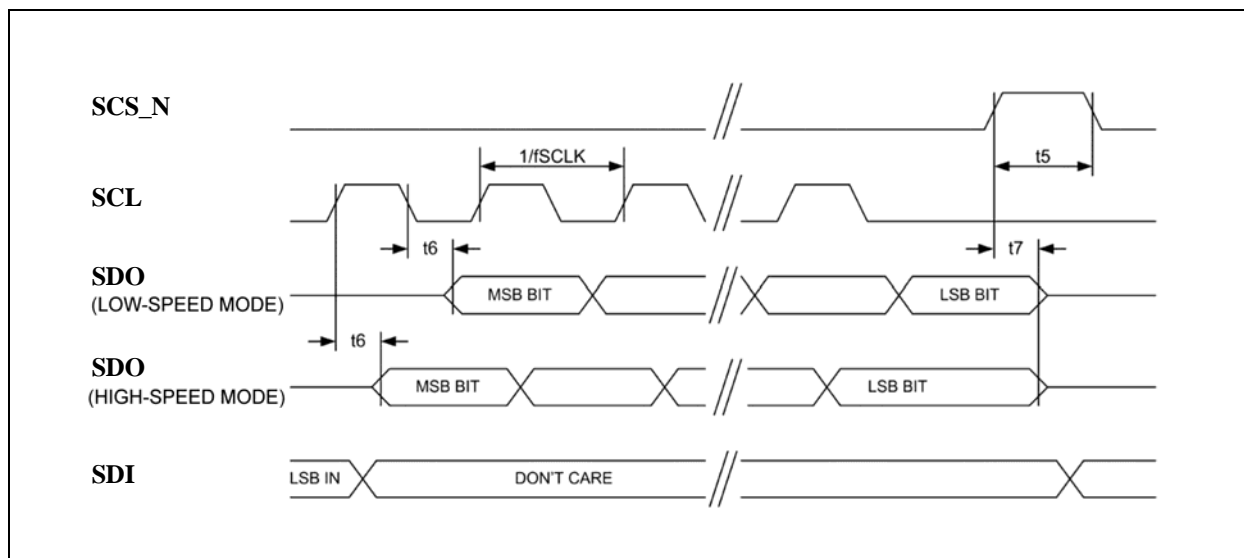 SCS_N
1/fSCLK
t5
SCL
t6
t7
SDO
MSB BIT
LSB BIT
(LOW-SPEED MODE)
t6
SDO
MSB BIT
LSB BIT
(HIGH-SPEED MODE)
SDI
LSB IN
DON'T CARE